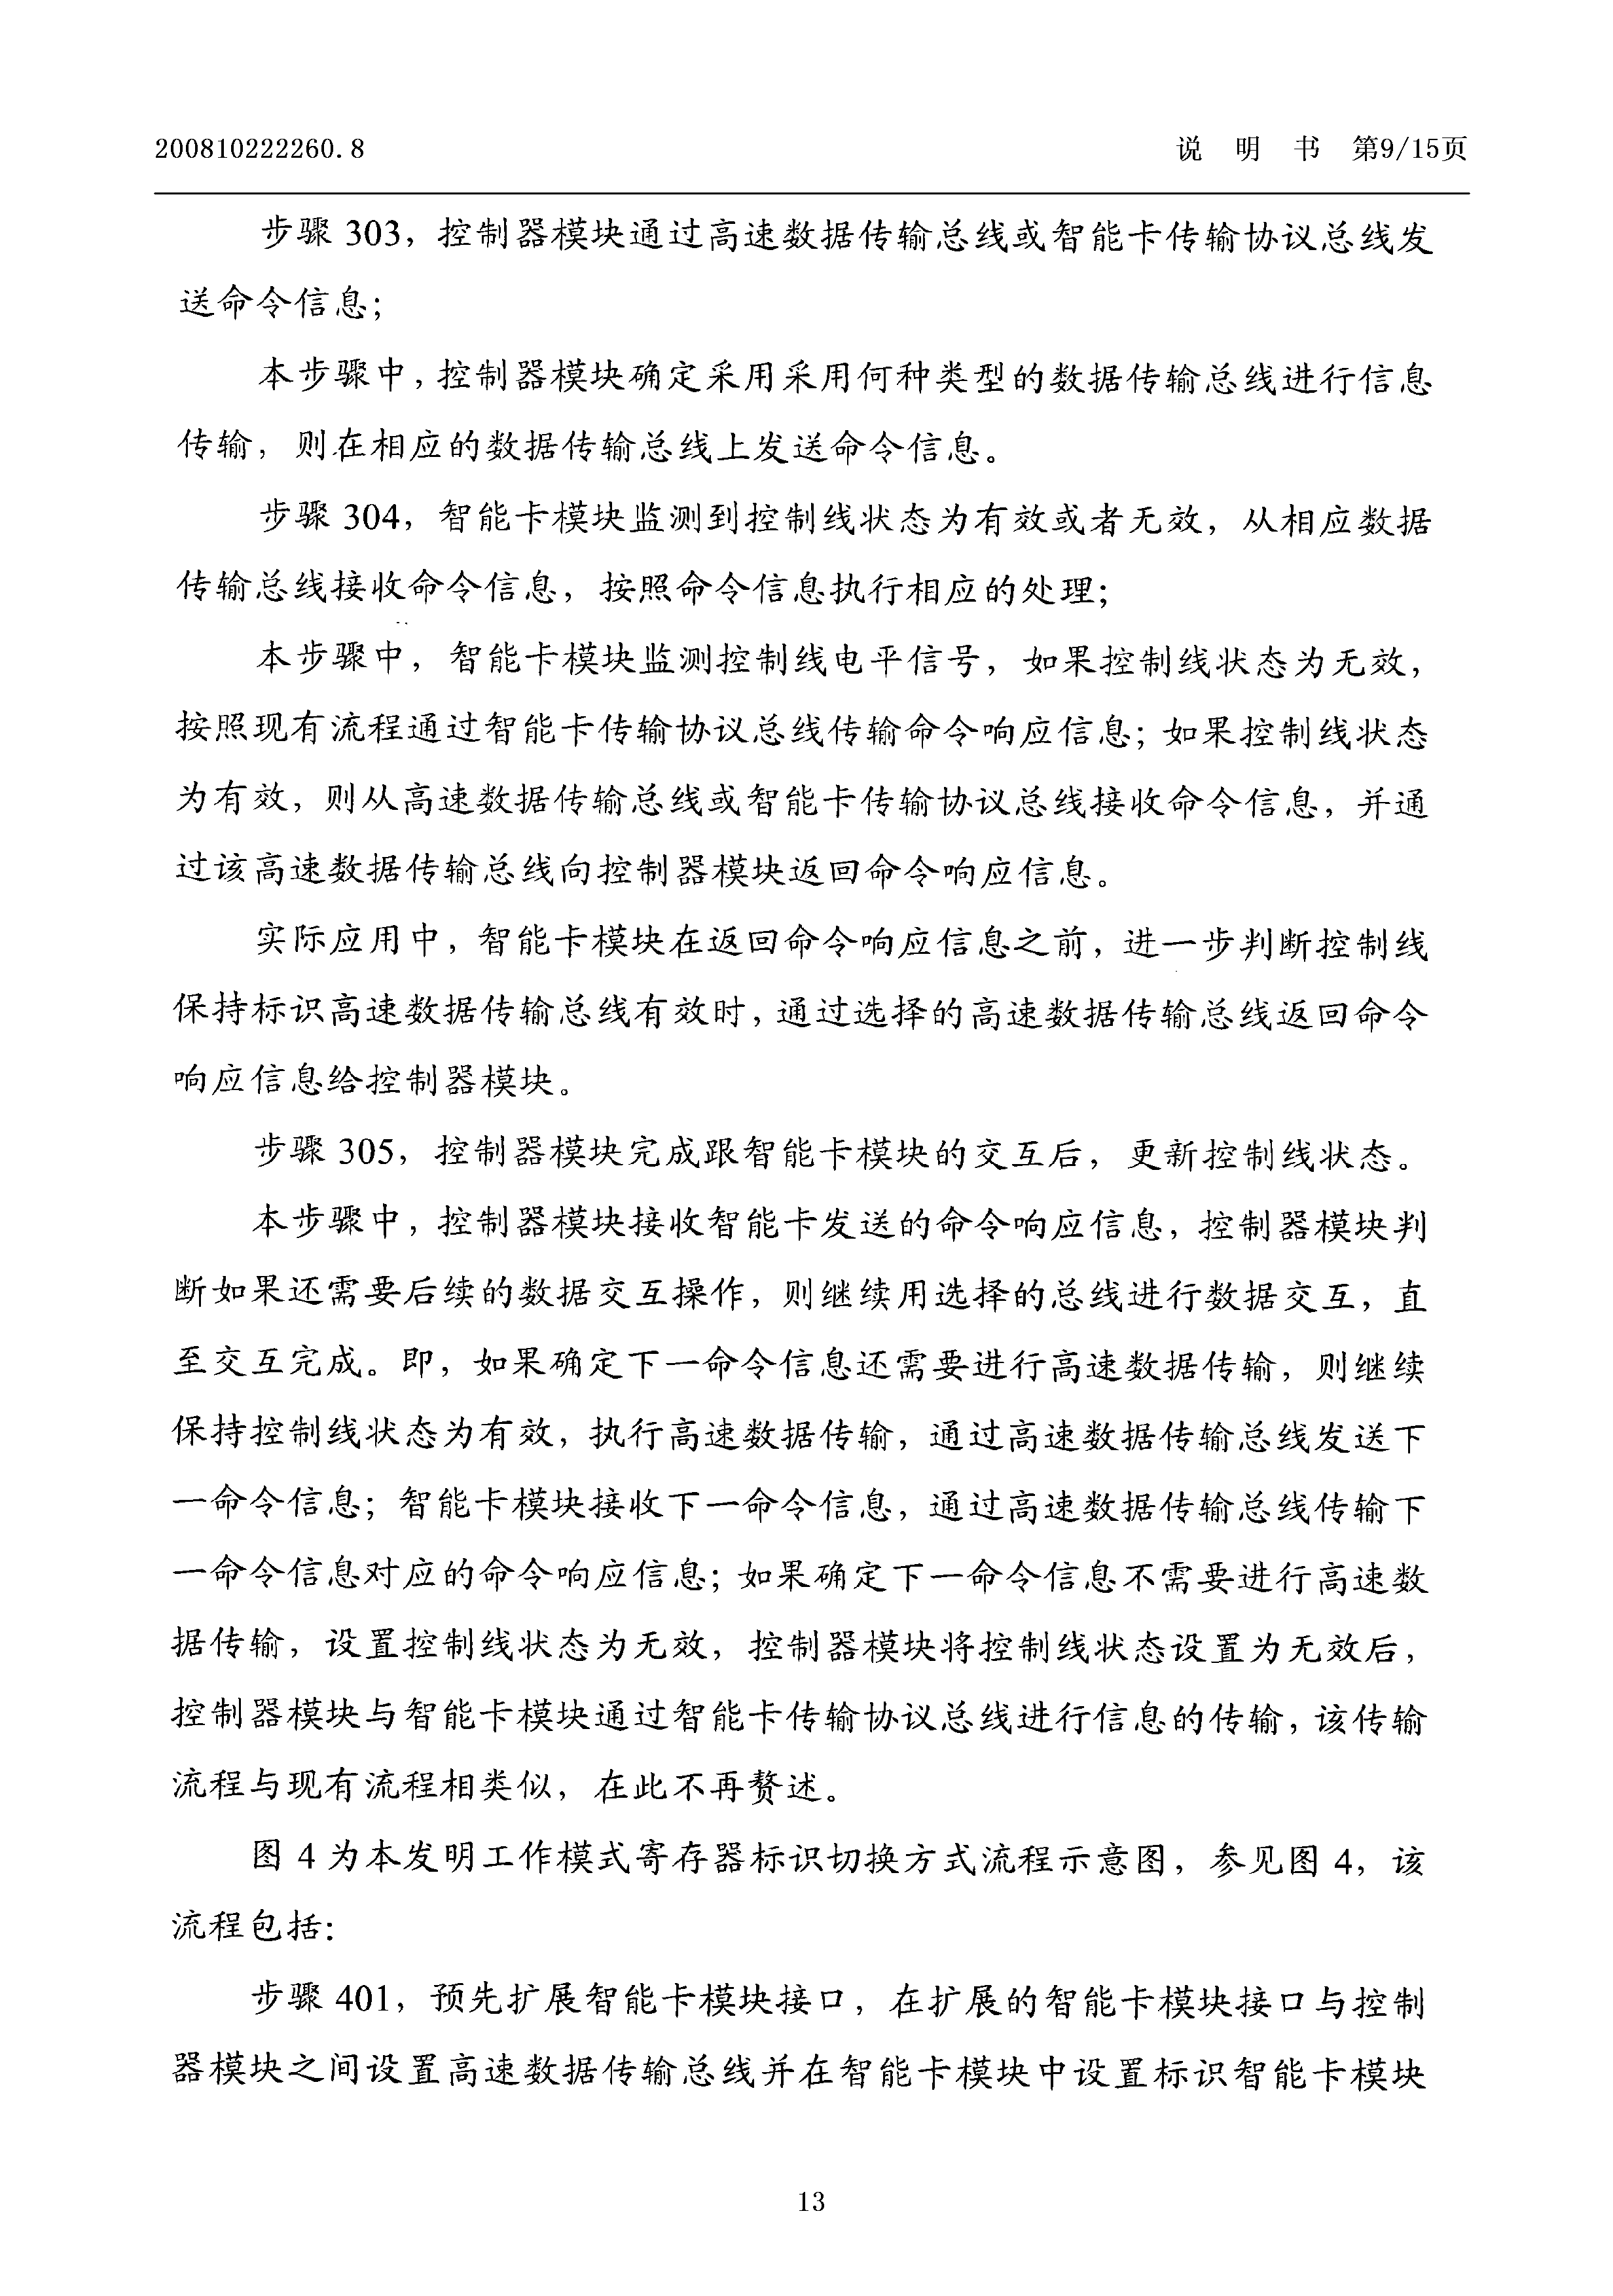 200810222260.8
说 明 书 第9/15页
步骤 303，控制器模块通过高速数据传输总线或智能卡传输协议总线发
送命令信息；
本步骤中，控制器模块确定采用采用何种类型的数据传输总线进行信息
传输，则在相应的数据传输总线上发送命令信息。
步骤 304，智能卡模块监测到控制线状态为有效或者无效，从相应数据
传输总线接收命令信息，按照命令信息执行相应的处理；
本步骤中，智能卡模块监测控制线电平信号，如果控制线状态为无效，
按照现有流程通过智能卡传输协议总线传输命令响应信息；如果控制线状态
为有效，则从高速数据传输总线或智能卡传输协议总线接收命令信息，并通
过该高速数据传输总线向控制器模块返回命令响应信息。
实际应用中，智能卡模块在返回命令响应信息之前，进一步判断控制线
保持标识高速数据传输总线有效时，通过选择的高速数据传输总线返回命令
响应信息给控制器模块。
步骤 305，控制器模块完成跟智能卡模块的交互后，更新控制线状态。
本步骤中，控制器模块接收智能卡发送的命令响应信息，控制器模块判
断如果还需要后续的数据交互操作，则继续用选择的总线进行数据交互，直
至交互完成。即，如果确定下一命令信息还需要进行高速数据传输，则继续
保持控制线状态为有效，执行高速数据传输，通过高速数据传输总线发送下
一命令信息；智能卡模块接收下一命令信息，通过高速数据传输总线传输下
一命令信息对应的命令响应信息；如果确定下一命令信息不需要进行高速数
据传输，设置控制线状态为无效，控制器模块将控制线状态设置为无效后，
控制器模块与智能卡模块通过智能卡传输协议总线进行信息的传输，该传输
流程与现有流程相类似，在此不再赘述。
图 4 为本发明工作模式寄存器标识切换方式流程示意图，参见图 4，该
流程包括：
步骤 401，预先扩展智能卡模块接口，在扩展的智能卡模块接口与控制
器模块之间设置高速数据传输总线并在智能卡模块中设置标识智能卡模块
13